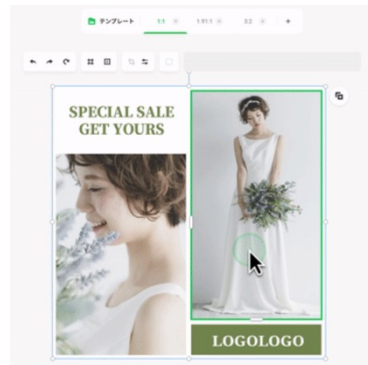 テンプレート 1:1 1.91:1 3:2 +
SPECIAL SALE
GET YOURS
LOGOLOGO